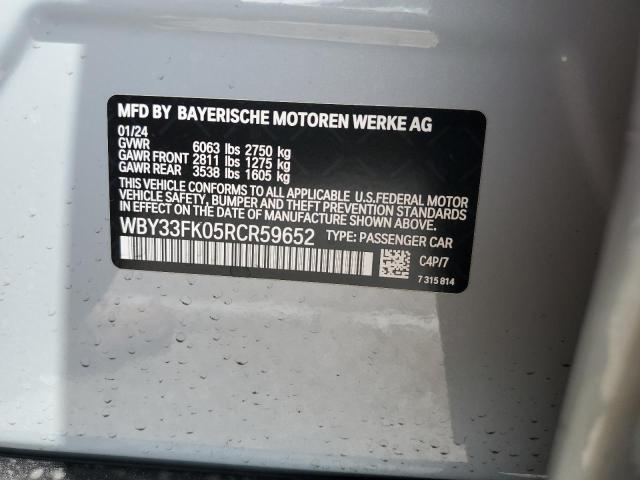 MFD BY BAYERISCHE MOTOREN WERKE AG
01/24
GVWR 6063 lbs 2750 kg
GAWR FRONT 2811 lbs 1275 kg
GAWR REAR 3538 lbs 1605 kg
THIS VEHICLE CONFORMS TO ALL APPLICABLE U.S.FEDERAL MOTOR
VEHICLE SAFETY, BUMPER AND THEFT PREVENTION STANDARDS
IN EFFECT ON THE DATE OF MANUFACTURE SHOWN ABOVE.
WBY33FK05RCR59652 TYPE: PASSENGER CAR
C4P/7
7 315 814